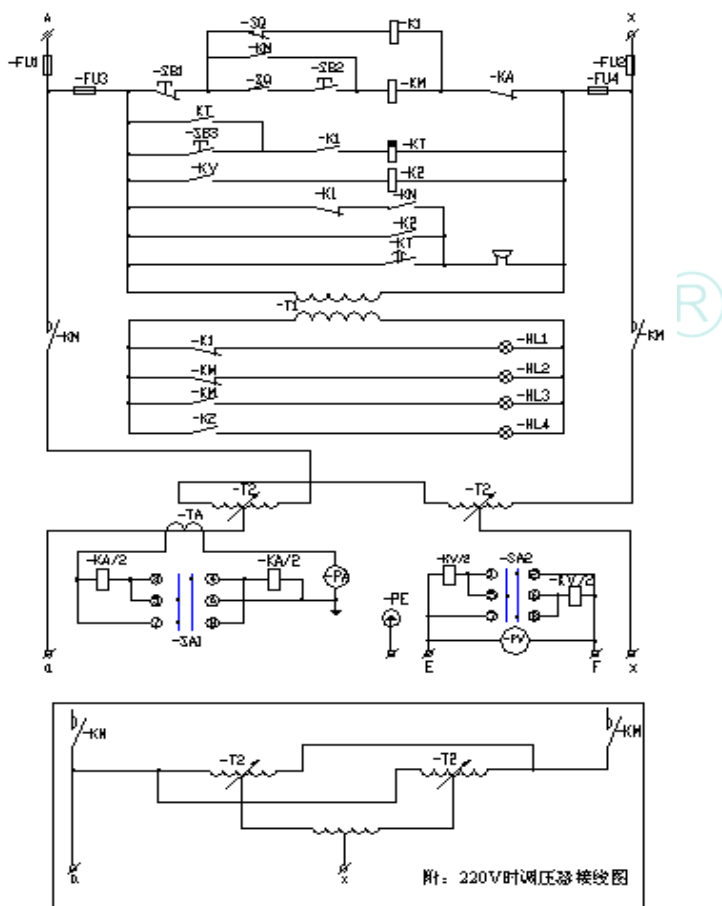 A
X
-SQ
-K1
-FU1
-KM
-FU2
-FU3
-SB1
-SQ
-SB2
-KM
-KA
-FU4
KT
-SB3
-K1
-KT
-KV
-K2
-K1
-KM
-K2
-KT
-T1
-KM
-KM
®
-K1
-HL1
-KM
-HL2
-KM1
-HL3
-K2
-HL4
-T2
-T2
-TA
-KA/2
-KA/2
-PA
-SA1
-PE
-KV/2
-SA2
-KV/2
-PV
a
E
F
x
-KM
-KM
-T2
-T2
a
x
附：220V时调压器接线图